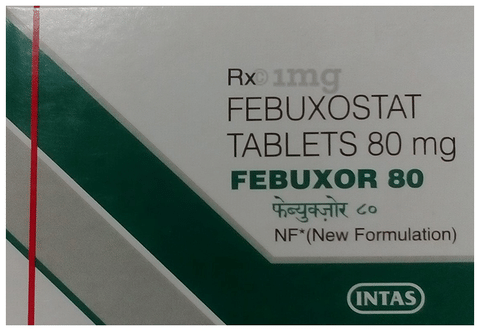 Rx ©1mg
FEBUXOSTAT
TABLETS 80 mg
FEBUXOR 80
फेब्युक्ज़ोर ८०
NF*(New Formulation)
INTAS